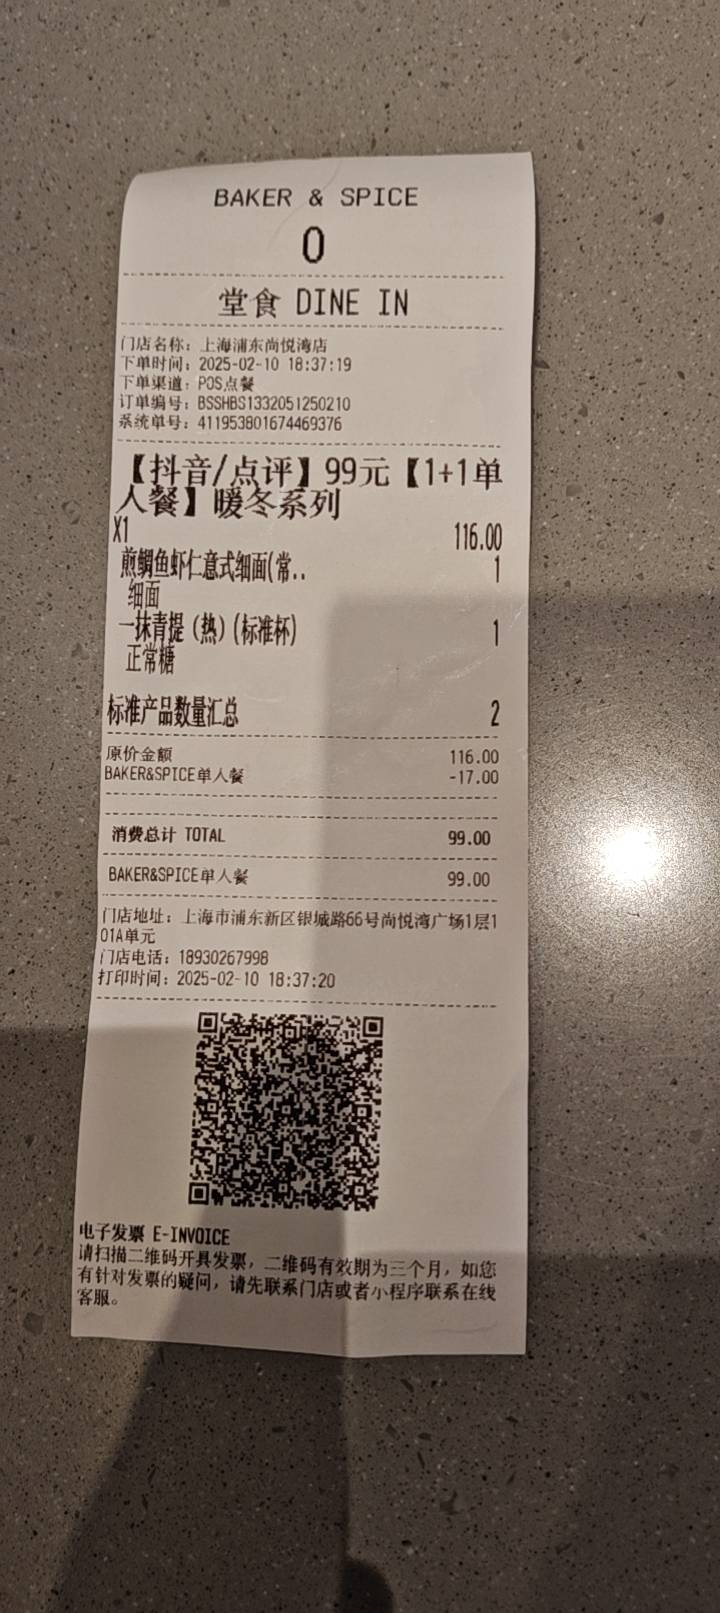 BAKER & SPICE
0
堂食 DINE IN
门店名称：上海浦东尚悦湾店
下单时间：2025-02-10 18:37:19
下单渠道：POS点餐
订单编号：BSSHBS1332051250210
系统单号：411953801674469376
【抖音/点评】99元【1+1单
人餐】暖冬系列
X1 116.00
煎鲷鱼虾仁意式细面(常.. 1
细面
一抹青提（热）(标准杯) 1
正常糖
标准产品数量汇总 2
原价金额 116.00
BAKER&SPICE单人餐 -17.00
消费总计 TOTAL 99.00
BAKER&SPICE单人餐 99.00
门店地址：上海市浦东新区银城路66号尚悦湾广场1层1
01A单元
门店电话：18930267998
打印时间：2025-02-10 18:37:20
电子发票 E-INVOICE
请扫描二维码开具发票，二维码有效期为三个月，如您
有针对发票的疑问，请先联系门店或者小程序联系在线
客服。